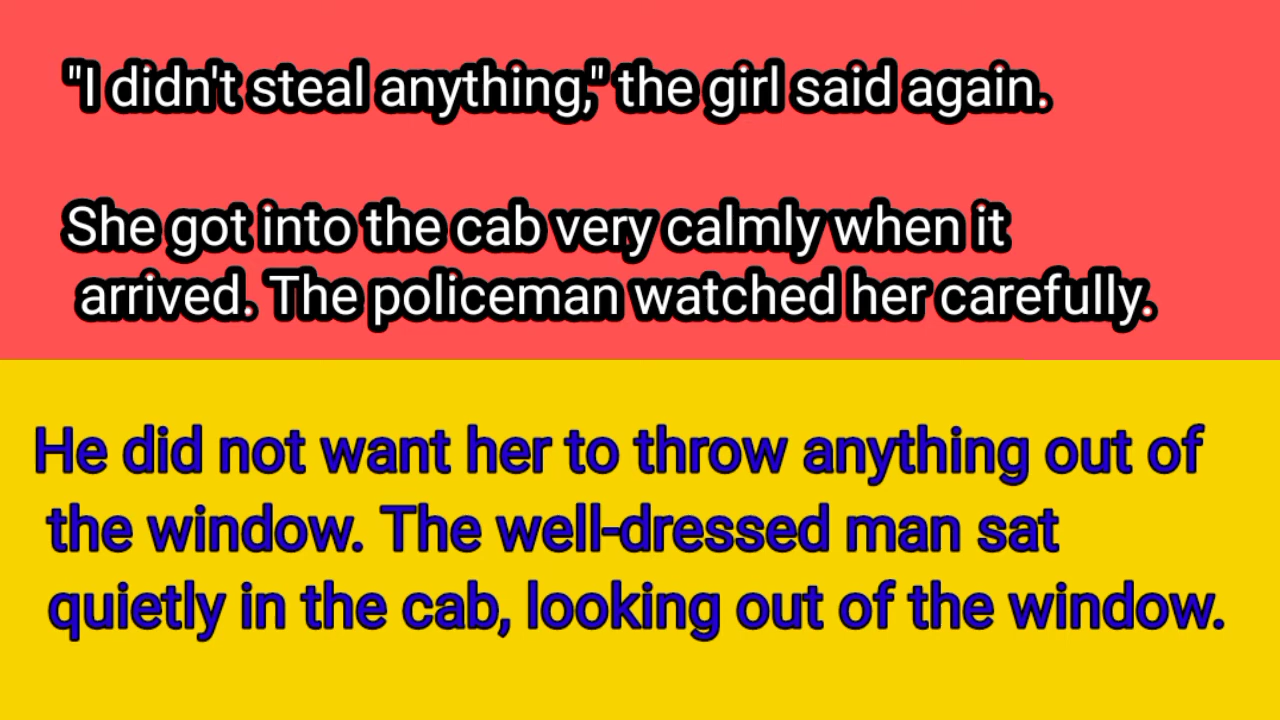 "I didn't steal anything," the girl said again.
She got into the cab very calmly when it
arrived. The policeman watched her carefully.
He did not want her to throw anything out of
the window. The well-dressed man sat
quietly in the cab, looking out of the window.